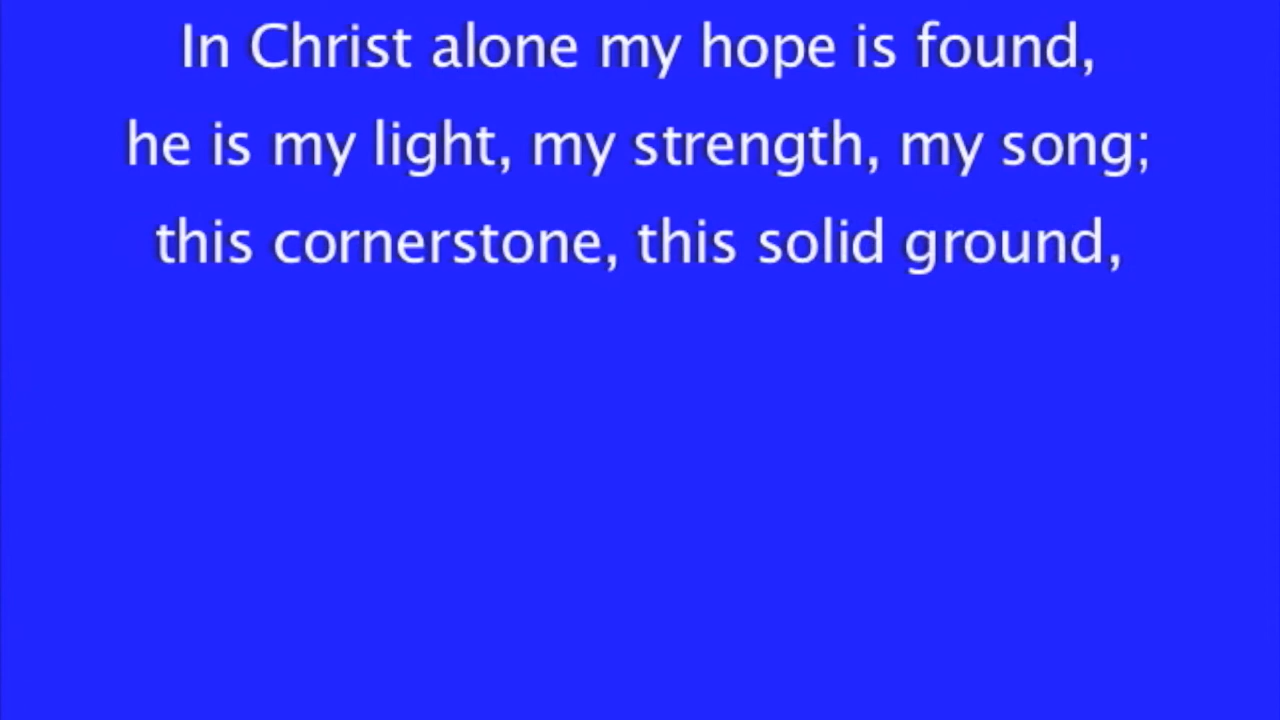 In Christ alone my hope is found,
he is my light, my strength, my song;
this cornerstone, this solid ground,